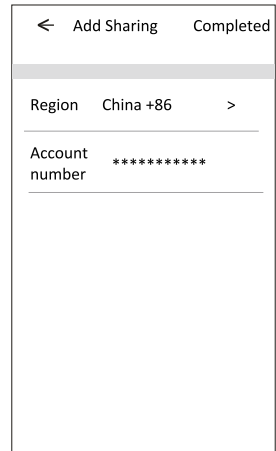 ← Add Sharing Completed
Region China +86 >
Account
number ***********